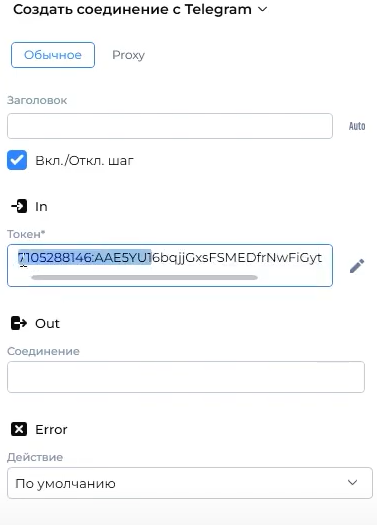 Создать соединение с Telegram
Обычное Proxy
Заголовок
Auto
Вкл./Откл. шаг
In
Токен*
7105288146:AAE5YU16bqjjGxsFSMEDfrNwFiGyt
Out
Соединение
Error
Действие
По умолчанию